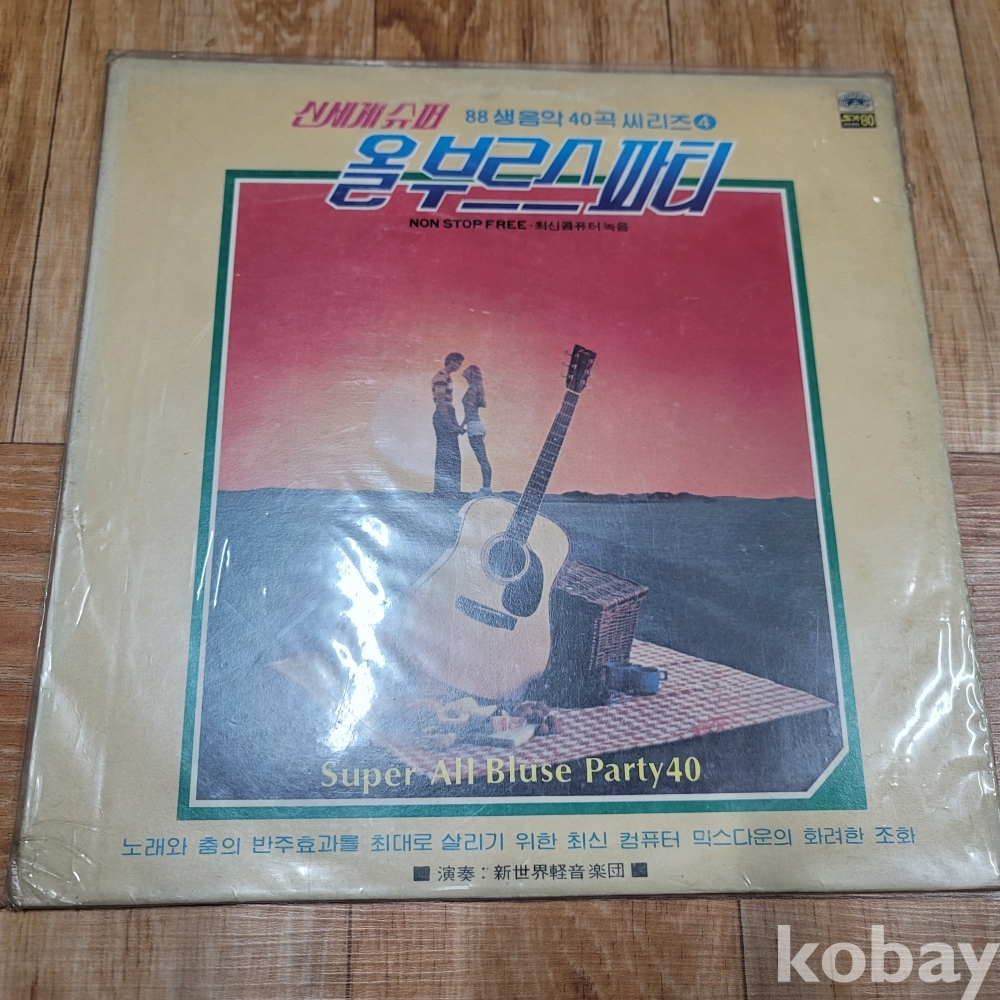 신세계 슈퍼 88 생음악 40곡 씨리즈 4
올부르스파티
NON STOP FREE · 최신콤퓨터녹음
80
Super All Bluse Party40
노래와 춤의 반주효과를 최대로 살리기 위한 최신 컴퓨터 믹스다운의 화려한 조화
■ 演奏: 新世界軽音楽団 ■
kobay